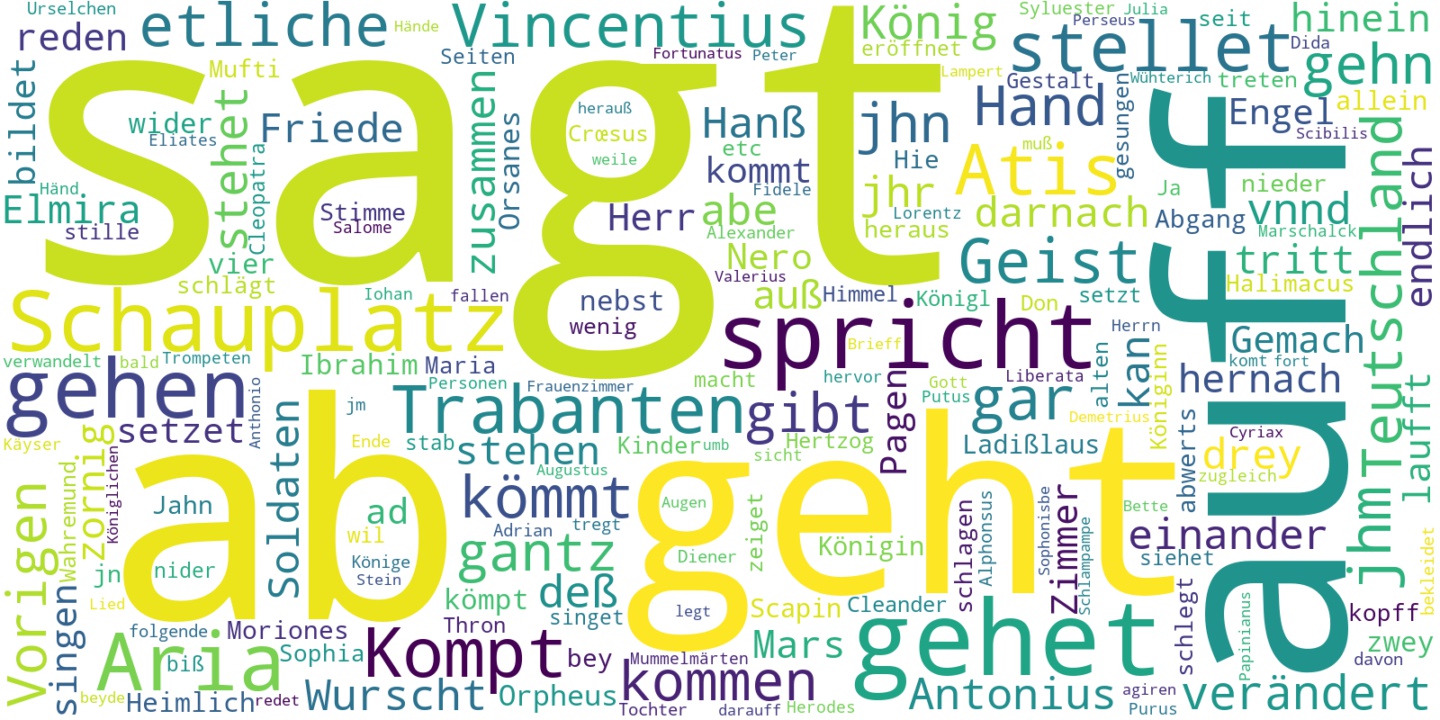 Urselchen
reden
etliche
Hände
Vincentius
Seiten
Fortunatus
Peter
König
eröffnet
Syluester
Julia
Perseus
seit
hinein
stellet
Dida
gehn
bildet
Mufti
sagt
Lampert
Gestalt
Wühterich
treten
allein
wider
Eliates
Friede
stehet
Cleopatra
zusammen
Orsanes
herauß
Crœsus
weile
Hanß
etc
kommt
Fidele
jhn
Hie
Hand
muß
gesungen
Engel
Scibilis
Händ
Elmira
stille
Stimme
Salome
Herr
abe
Alexander
jhr
Lorentz
heraus
Atis
darnach
Ja
Abgang
nieder
vnnd
Marschalck
endlich
vier
schlägt
Nero
Valerius
Geist
tritt
Halimacus
Teutschland
Schauplatz
Iohan
fallen
nebst
wenig
auß
Himmel
Königl
Don
setzt
auff
verwandelt
bald
Trompeten
Ibrahim
Maria
spricht
Brieff
Herrn
Gemach
komt
fort
gehen
Anthonio
Personen
Frauenzimmer
macht
hervor
Gott
Putus
Liberata
alten
kan
Königinn
hernach
laufft
setzet
jm
Trabanten
gibt
Pagen
gar
Demetrius
Käyser
zornig
Königlichen
Soldaten
Ende
stab
stehen
Kinder
umb
Hertzog
sicht
Ladißlaus
abwerts
Cyriax
drey
zugleich
Augustus
Vorigen
Wahremund
Jahn
ab
ad
wil
kömmt
Adrian
tregt
Augen
geht
zeiget
Alphonsus
Sophonisbe
Zimmer
Schlampampe
Bette
einander
jhm
jn
nider
Könige
Stein
gantz
Diener
Königin
schlagen
siehet
bekleidet
Lied
kömpt
deß
legt
Scapin
Cleander
schlegt
Papinianus
kopff
singen
folgende
Moriones
Thron
singet
Mars
gehet
zwey
Aria
biß
Sophia
Kompt
bey
Mummelmärten
davon
beyde
Heimlich
redet
Wurscht
Orpheus
kommen
Tochter
darauff
Herodes
Antonius
agiren
Purus
verändert